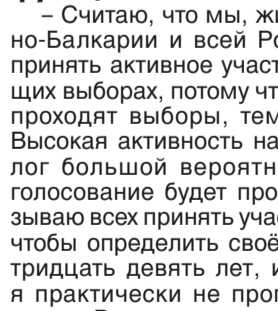 – Считаю, что мы, жи
но-Балкарии и всей Ро
принять активное участ
щих выборах, потому чт
проходят выборы, тем
Высокая активность на
лог большой вероятн
голосование будет про
зываю всех принять уча
чтобы определить своё
тридцать девять лет, и
я практически не проп